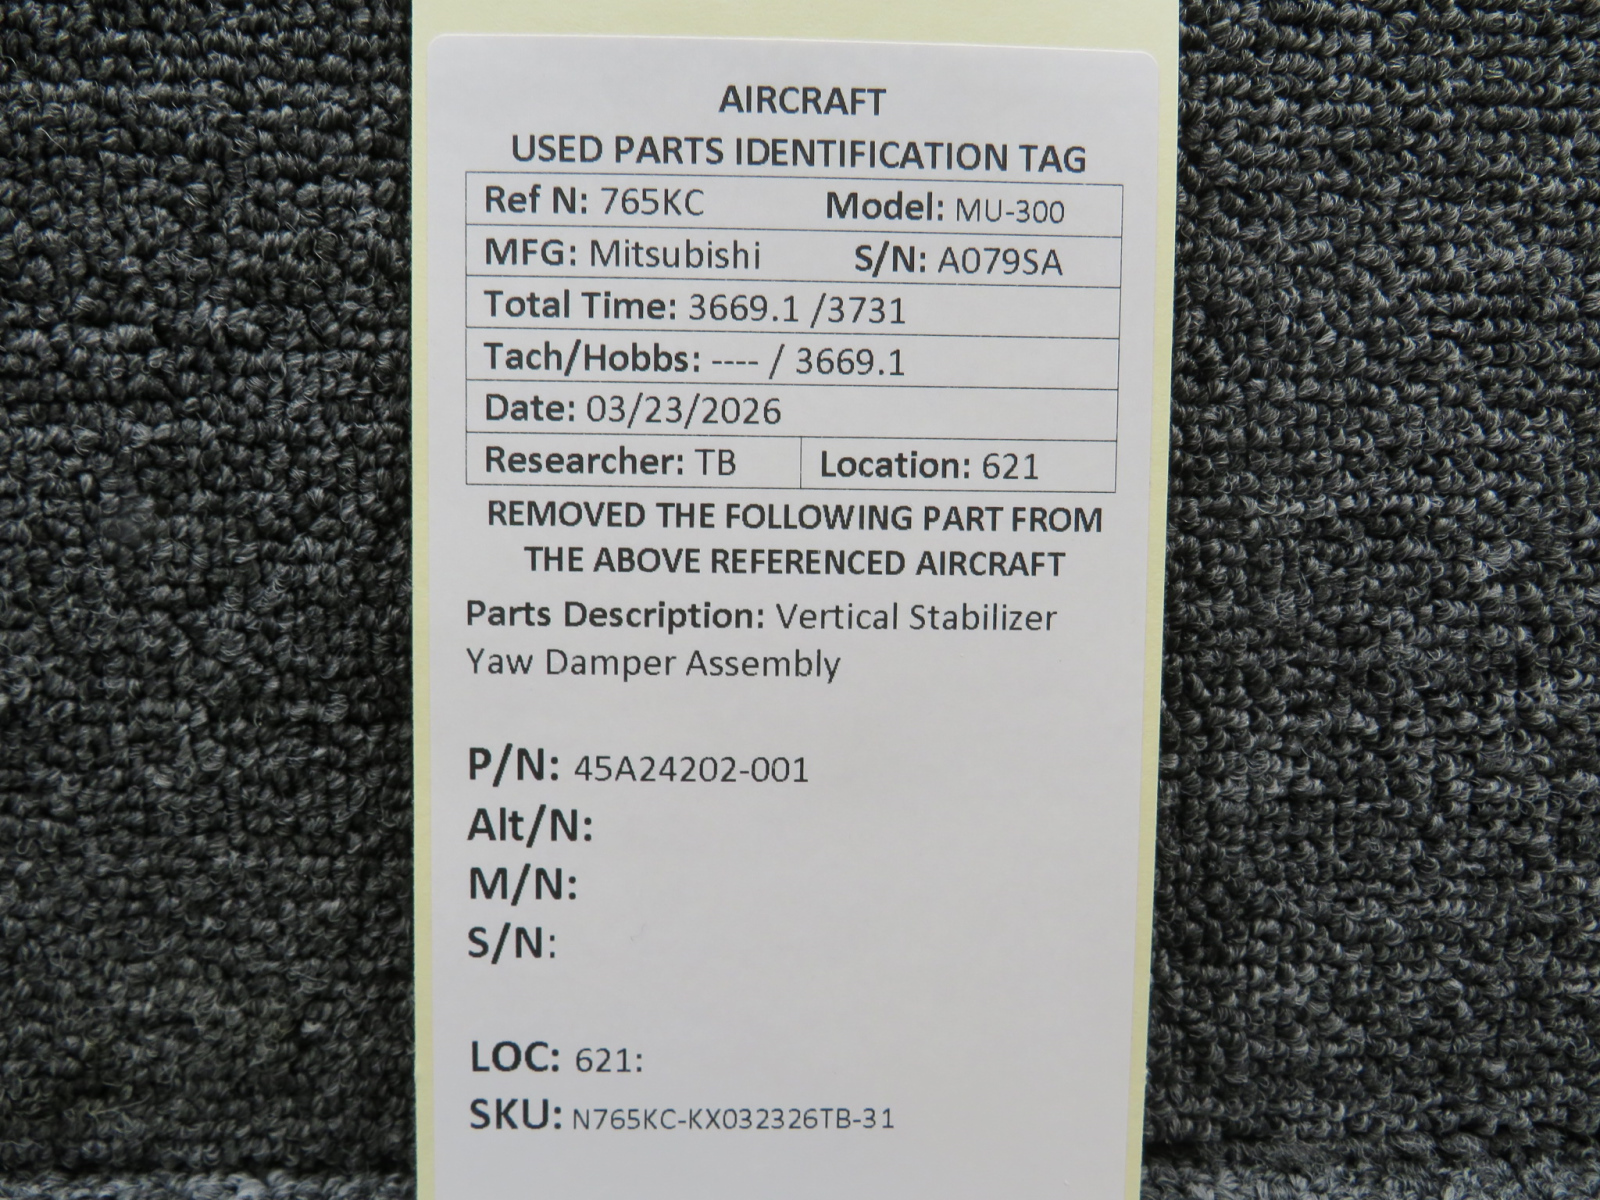 AIRCRAFT
USED PARTS IDENTIFICATION TAG
Ref N: 765KC Model: MU-300
MFG: Mitsubishi S/N: A079SA
Total Time: 3669.1 /3731
Tach/Hobbs: ---- / 3669.1
Date: 03/23/2026
Researcher: TB Location: 621
REMOVED THE FOLLOWING PART FROM
THE ABOVE REFERENCED AIRCRAFT
Parts Description: Vertical Stabilizer
Yaw Damper Assembly
P/N: 45A24202-001
Alt/N:
M/N:
S/N:
LOC: 621:
SKU: N765KC-KX032326TB-31